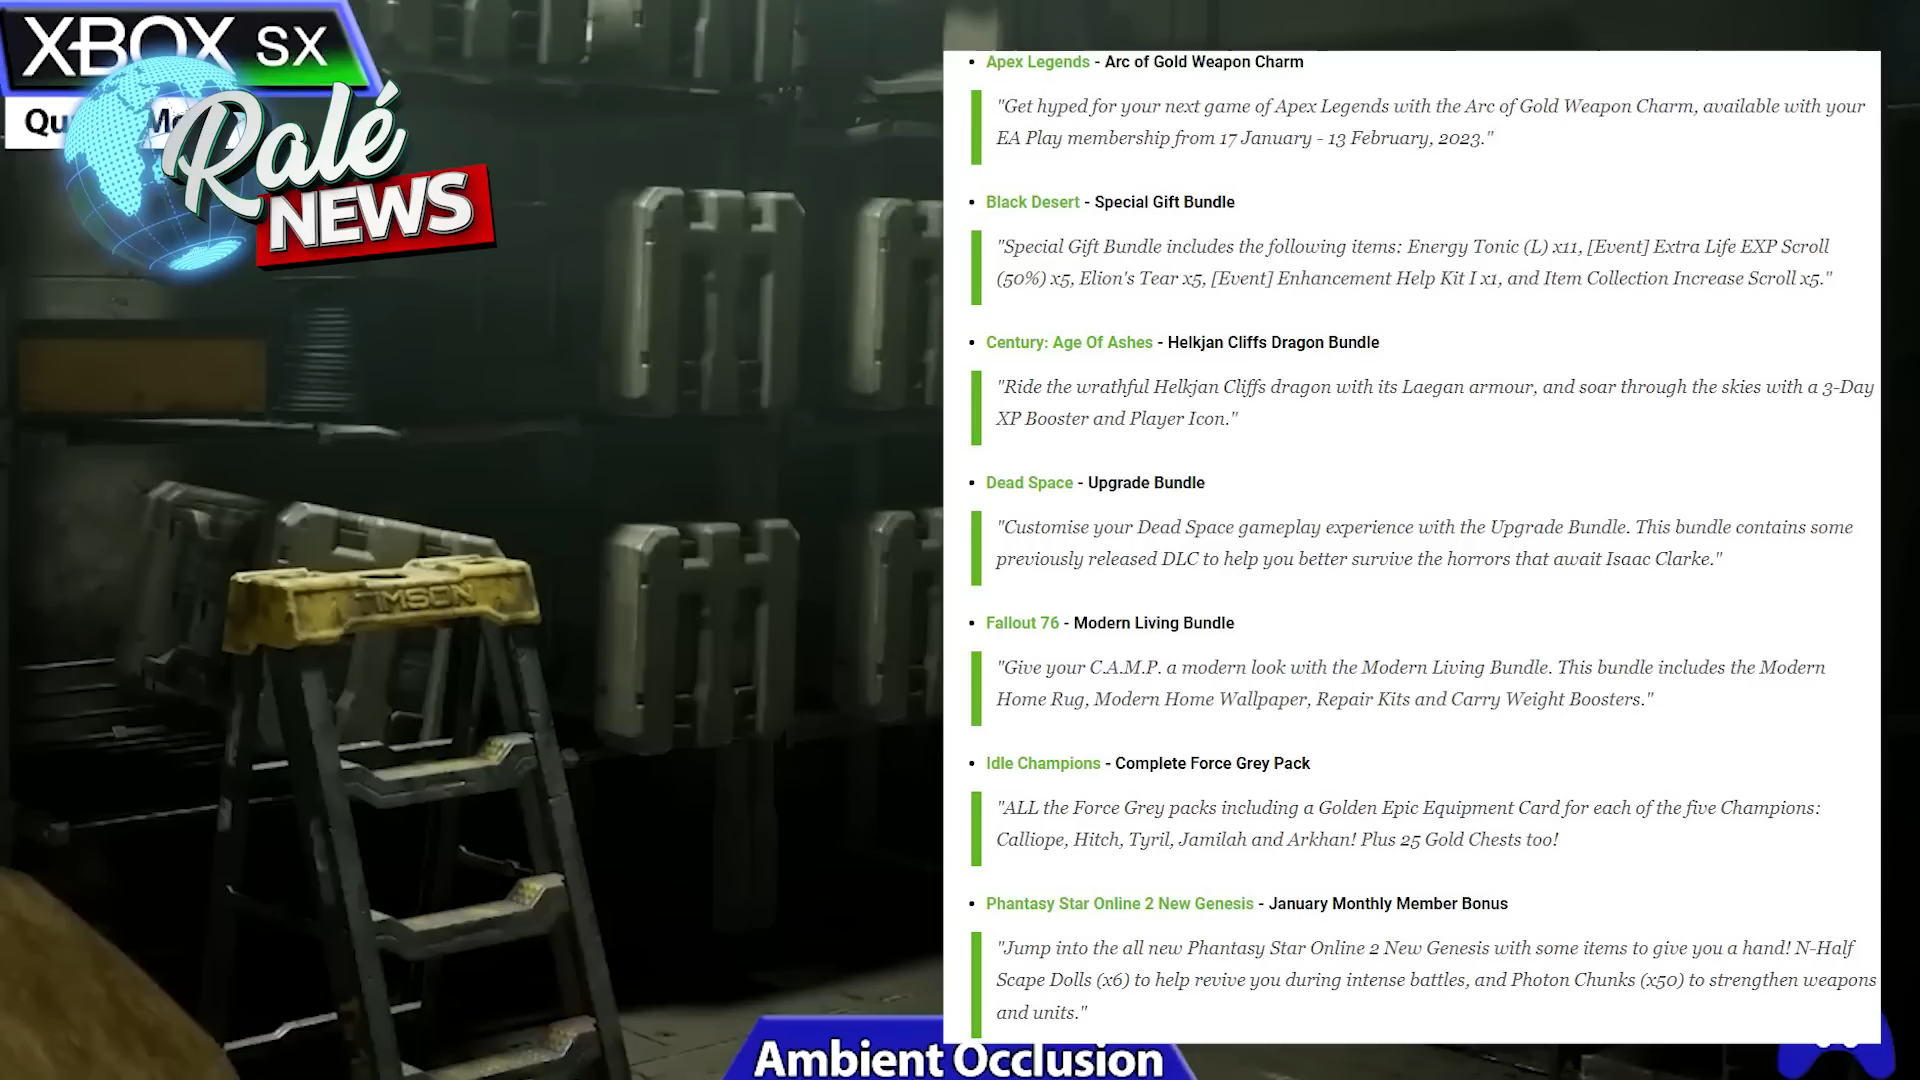 XBOX SX
Qu
Ralé
NEWS
TIMSON
• Apex Legends - Arc of Gold Weapon Charm
"Get hyped for your next game of Apex Legends with the Arc of Gold Weapon Charm, available with your
EA Play membership from 17 January - 13 February, 2023."
• Black Desert - Special Gift Bundle
"Special Gift Bundle includes the following items: Energy Tonic (L) x11, [Event] Extra Life EXP Scroll
(50%) x5, Elion's Tear x5, [Event] Enhancement Help Kit I x1, and Item Collection Increase Scroll x5."
• Century: Age Of Ashes - Helkjan Cliffs Dragon Bundle
"Ride the wrathful Helkjan Cliffs dragon with its Laegan armour, and soar through the skies with a 3-Day
XP Booster and Player Icon."
• Dead Space - Upgrade Bundle
"Customise your Dead Space gameplay experience with the Upgrade Bundle. This bundle contains some
previously released DLC to help you better survive the horrors that await Isaac Clarke."
• Fallout 76 - Modern Living Bundle
"Give your C.A.M.P. a modern look with the Modern Living Bundle. This bundle includes the Modern
Home Rug, Modern Home Wallpaper, Repair Kits and Carry Weight Boosters."
• Idle Champions - Complete Force Grey Pack
"ALL the Force Grey packs including a Golden Epic Equipment Card for each of the five Champions:
Calliope, Hitch, Tyril, Jamilah and Arkhan! Plus 25 Gold Chests too!
• Phantasy Star Online 2 New Genesis - January Monthly Member Bonus
"Jump into the all new Phantasy Star Online 2 New Genesis with some items to give you a hand! N-Half
Scape Dolls (x6) to help revive you during intense battles, and Photon Chunks (x50) to strengthen weapons
and units."
Ambient Occlusion